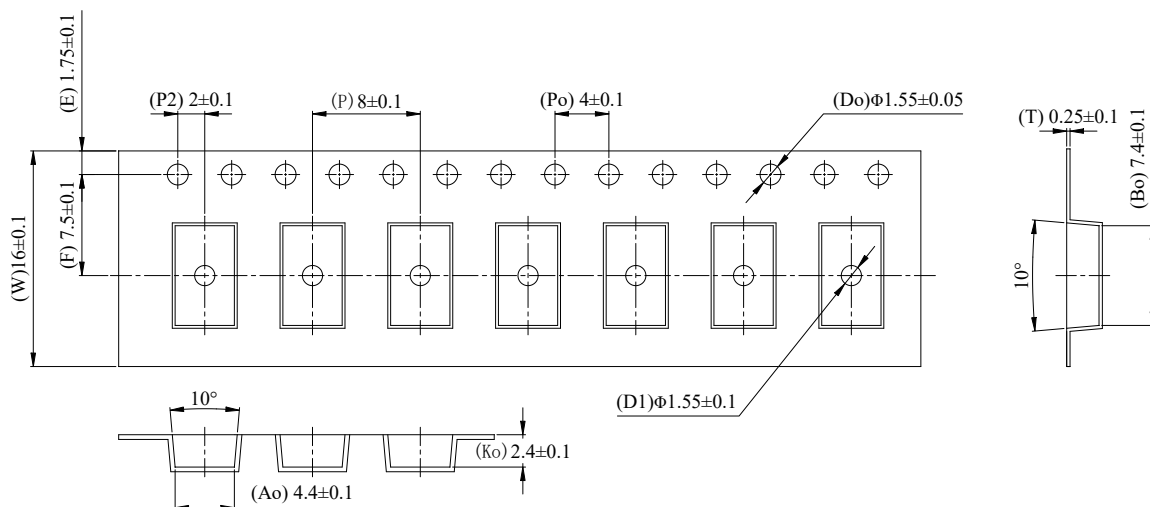 (E) 1.75±0.1
(P2) 2±0.1
(P) 8±0.1
(Po) 4±0.1
(Do)Φ1.55±0.05
(T) 0.25±0.1
(Bo) 7.4±0.1
(W)16±0.1
(F) 7.5±0.1
10°
(D1)Φ1.55±0.1
10°
(Ko) 2.4±0.1
(Ao) 4.4±0.1